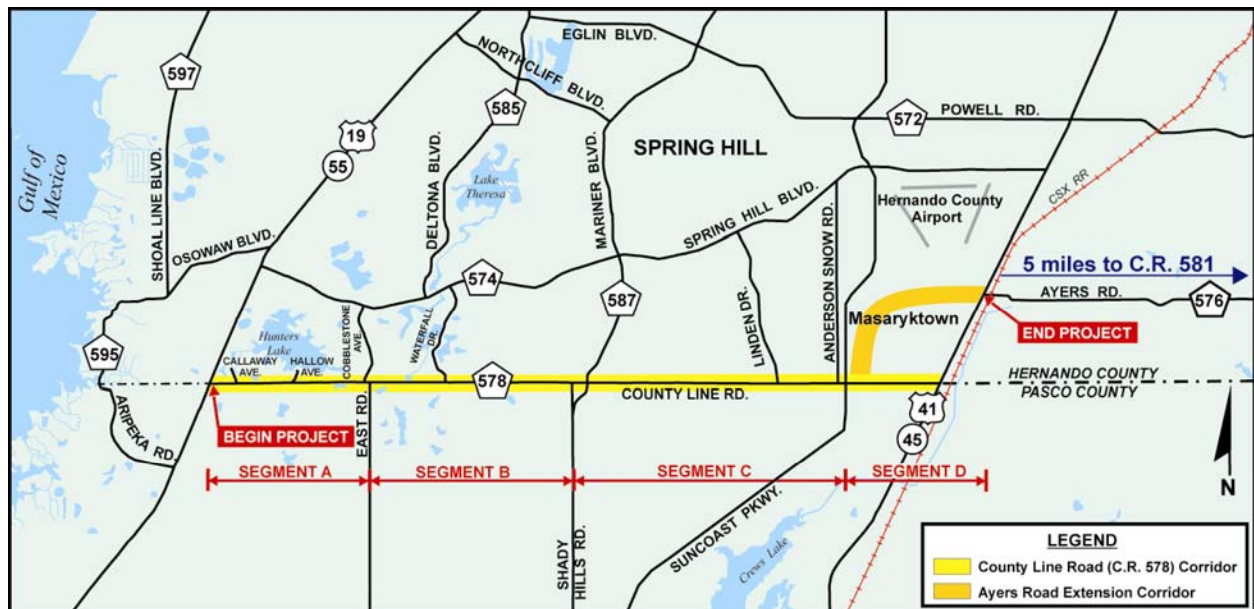 EGLIN BLVD.
NORTHCLIFF BLVD.
597
585
572
POWELL RD.
19
55
SPRING HILL
Gulf of
Mexico
SHOAL LINE BLVD.
DELTONA BLVD.
Lake
Theresa
MARINER BLVD.
SPRING HILL BLVD.
ANDERSON SNOW RD.
Hernando County
Airport
CSX RR
OSOWAW BLVD.
574
587
5 miles to C.R. 581
AYERS RD.
576
Masaryktown
END PROJECT
LINDEN DR.
WATERFALL
DR.
COBBLESTONE
AVE.
Hunters
Lake
CALLAWAY
AVE.
HALLOW
AVE.
595
578
COUNTY LINE RD.
HERNANDO COUNTY
PASCO COUNTY
ARIPEKA RD.
BEGIN PROJECT
EAST RD.
41
45
SEGMENT A
SEGMENT B
SEGMENT C
SEGMENT D
SHADY
HILLS RD.
SUNCOAST PKWY.
Crews Lake
N
LEGEND
County Line Road (C.R. 578) Corridor
Ayers Road Extension Corridor